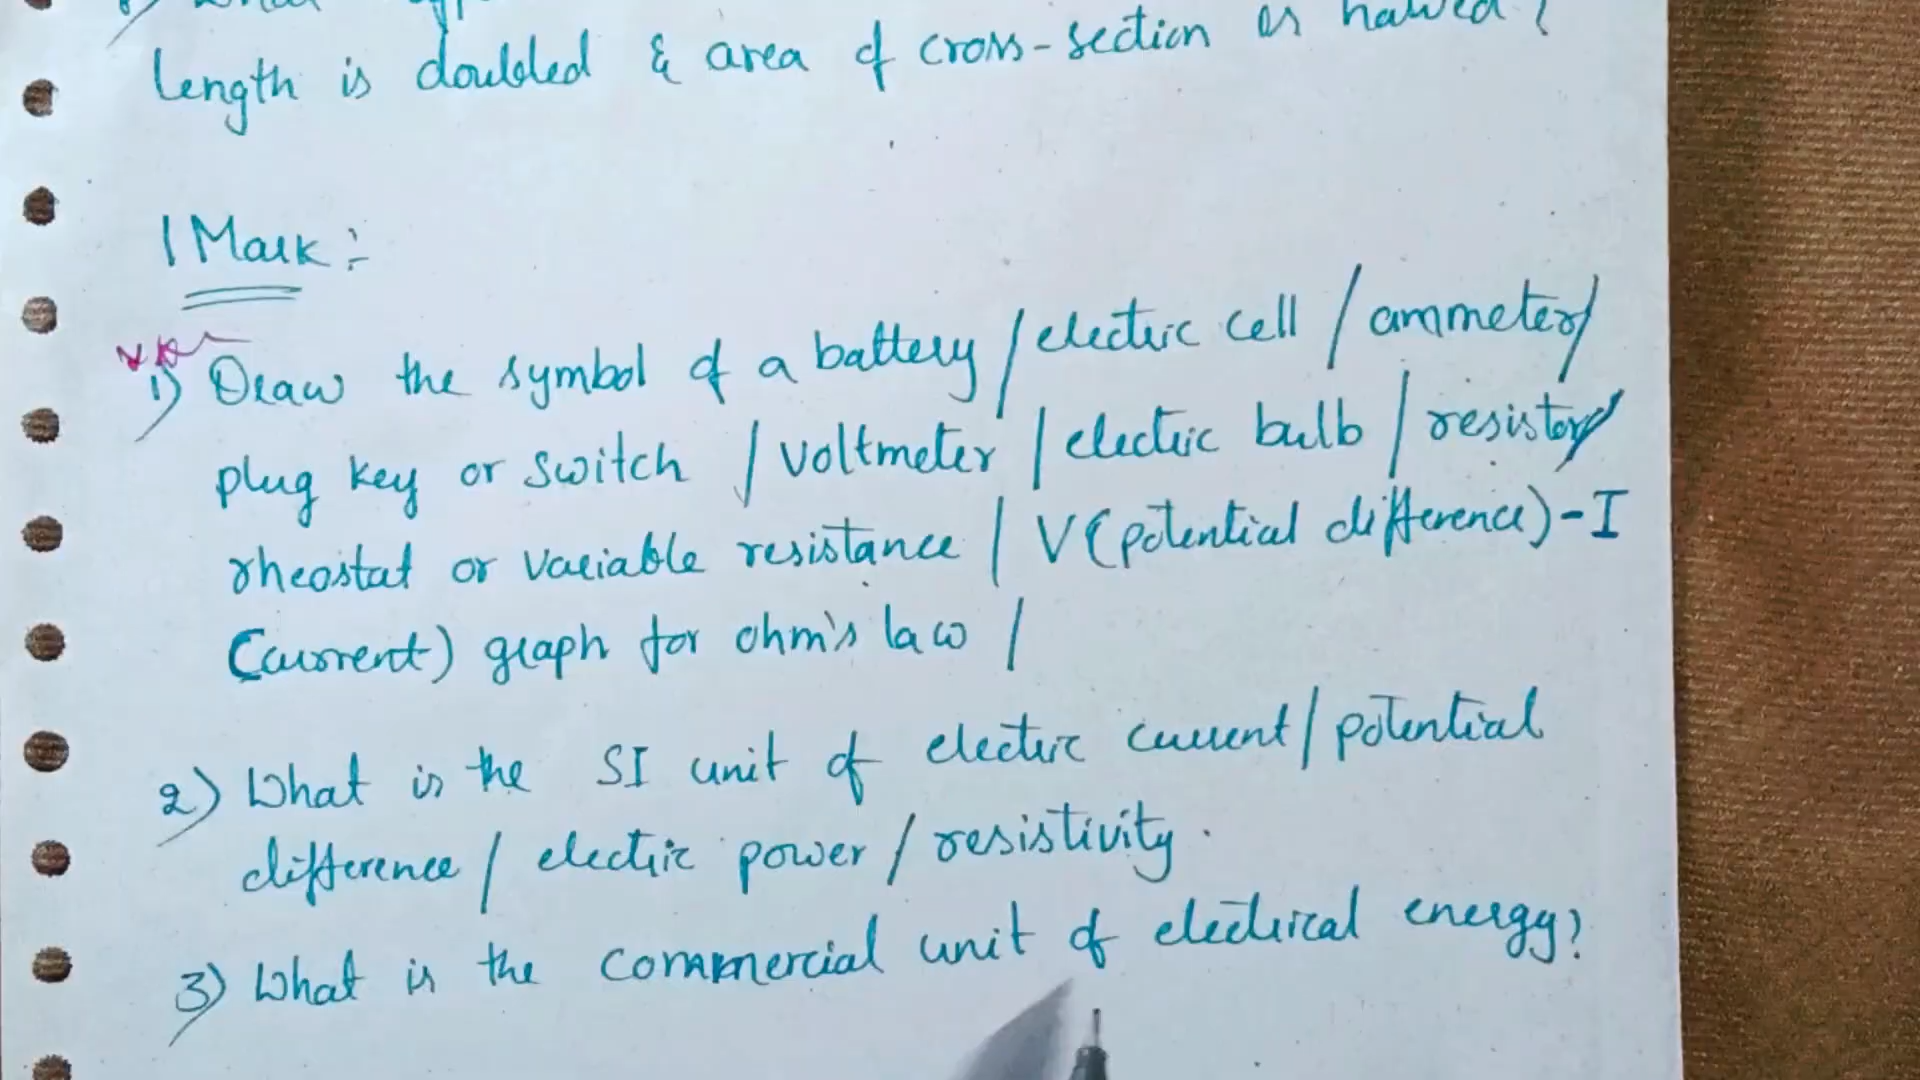 length is doubled & area of cross-section is halved?
1 Mark :-
1) Draw the symbol of a battery / electric cell / ammeter/
plug key or switch / voltmeter / electric bulb / resistor/
rheostat or variable resistance / V(potential difference)-I
(current) graph for ohm's law /
2) What is the SI unit of electric current / potential
difference / electric power / resistivity.
3) What is the commercial unit of electrical energy?